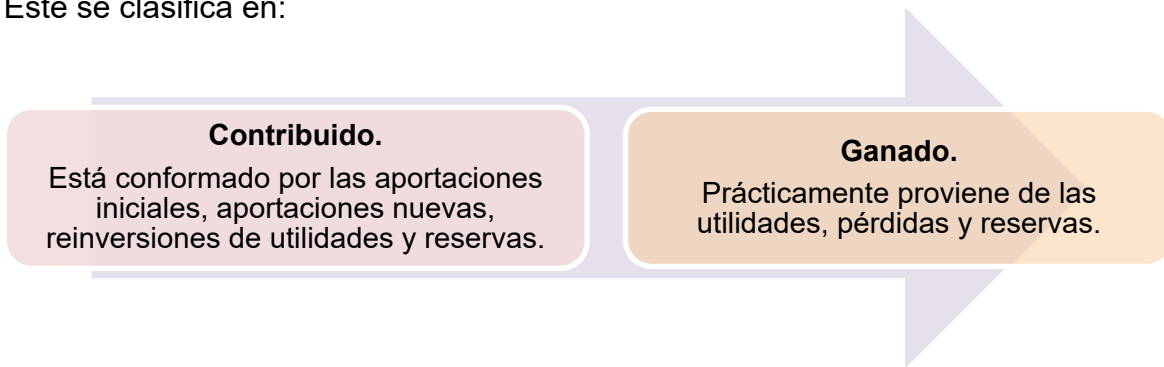 Este se clasifica en:
Contribuido.
Está conformado por las aportaciones
iniciales, aportaciones nuevas,
reinversiones de utilidades y reservas.
Ganado.
Prácticamente proviene de las
utilidades, pérdidas y reservas.